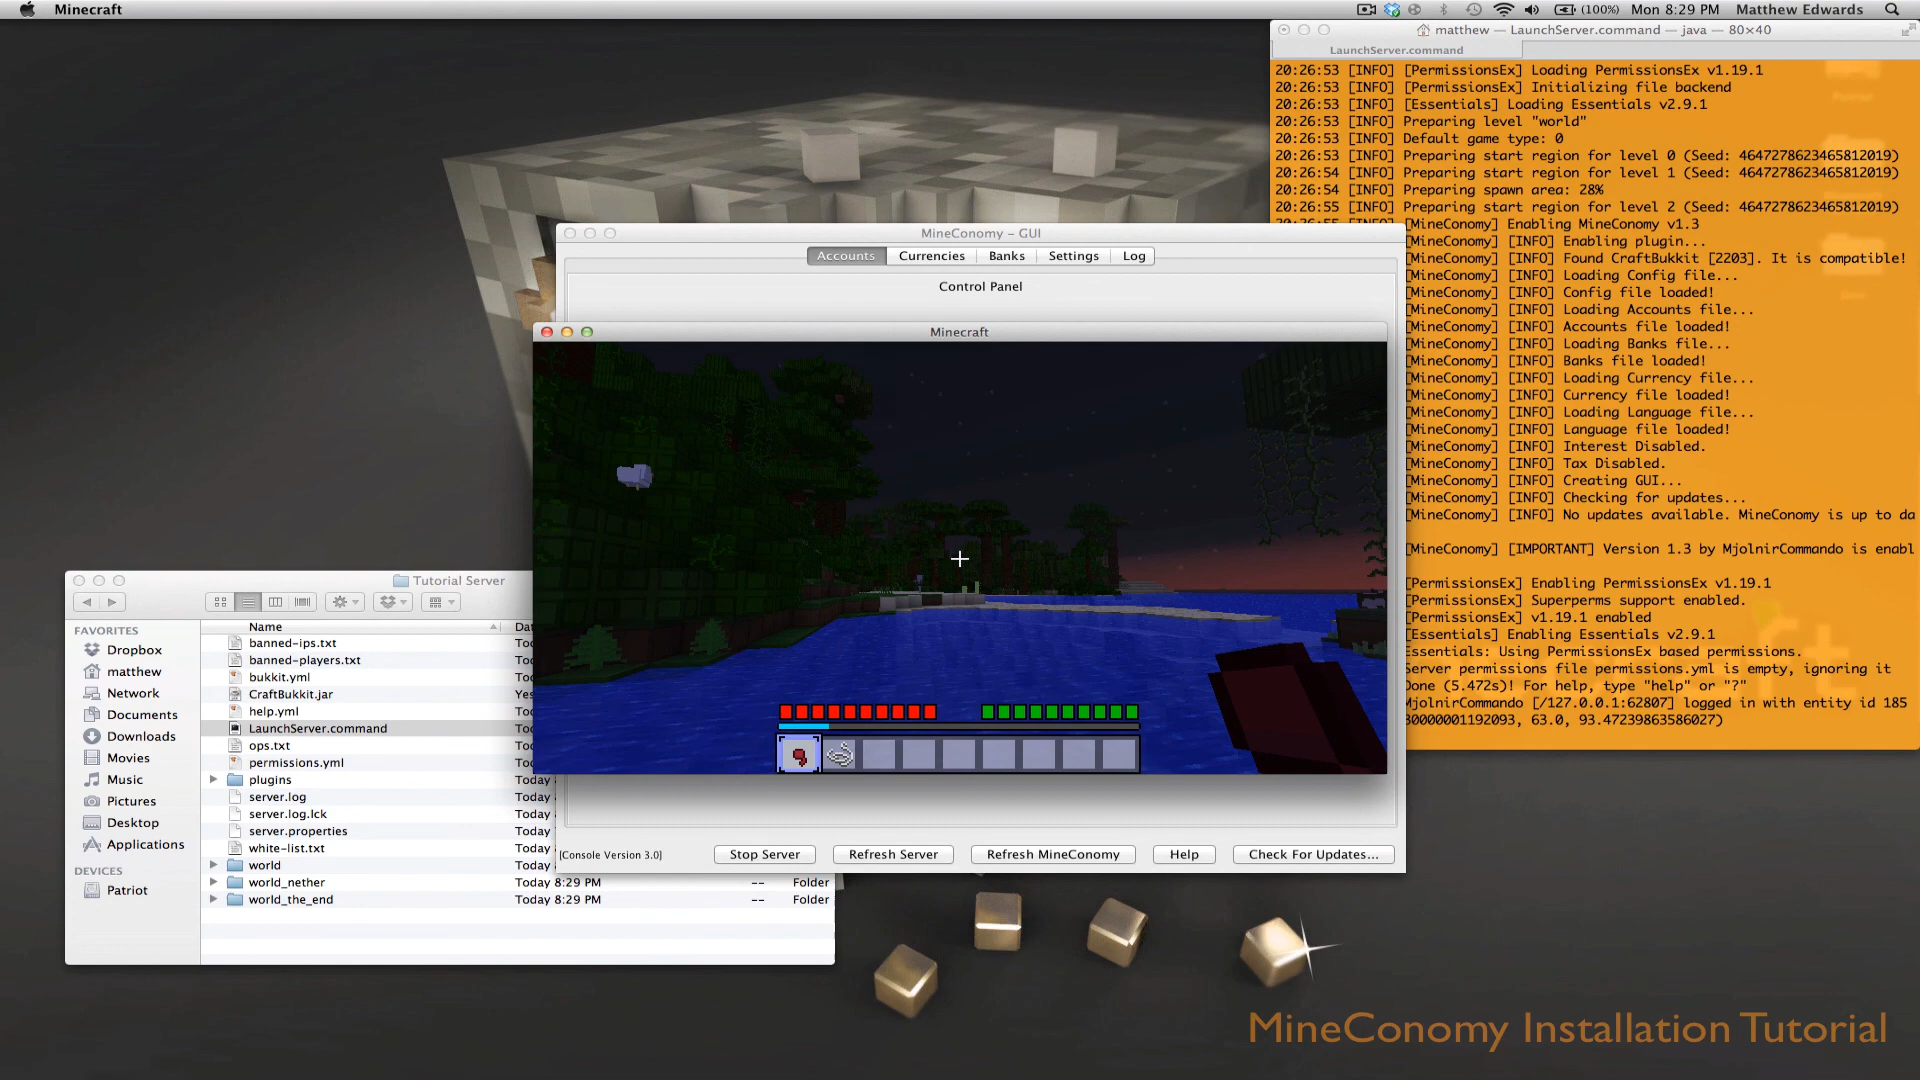 Minecraft
(100%) Mon 8:29 PM Matthew Edwards
matthew — LaunchServer.command — java — 80×40
LaunchServer.command
20:26:53 [INFO] [PermissionsEx] Loading PermissionsEx v1.19.1
20:26:53 [INFO] [PermissionsEx] Initializing file backend
20:26:53 [INFO] [Essentials] Loading Essentials v2.9.1
20:26:53 [INFO] Preparing level "world"
20:26:53 [INFO] Default game type: 0
20:26:53 [INFO] Preparing start region for level 0 (Seed: 4647278623465812019)
20:26:54 [INFO] Preparing start region for level 1 (Seed: 4647278623465812019)
20:26:54 [INFO] Preparing spawn area: 28%
20:26:55 [INFO] Preparing start region for level 2 (Seed: 4647278623465812019)
[MineConomy] Enabling MineConomy v1.3
[MineConomy] [INFO] Enabling plugin...
[MineConomy] [INFO] Found CraftBukkit [2203]. It is compatible!
[MineConomy] [INFO] Loading Config file...
[MineConomy] [INFO] Config file loaded!
[MineConomy] [INFO] Loading Accounts file...
[MineConomy] [INFO] Accounts file loaded!
[MineConomy] [INFO] Loading Banks file...
[MineConomy] [INFO] Banks file loaded!
[MineConomy] [INFO] Loading Currency file...
[MineConomy] [INFO] Currency file loaded!
[MineConomy] [INFO] Loading Language file...
[MineConomy] [INFO] Language file loaded!
[MineConomy] [INFO] Interest Disabled.
[MineConomy] [INFO] Tax Disabled.
[MineConomy] [INFO] Creating GUI...
[MineConomy] [INFO] Checking for updates...
[MineConomy] [INFO] No updates available. MineConomy is up to da
[MineConomy] [IMPORTANT] Version 1.3 by MjolnirCommando is enabl
[PermissionsEx] Enabling PermissionsEx v1.19.1
[PermissionsEx] Superperms support enabled.
[PermissionsEx] v1.19.1 enabled
[Essentials] Enabling Essentials v2.9.1
Essentials: Using PermissionsEx based permissions.
Server permissions file permissions.yml is empty, ignoring it
Done (5.472s)! For help, type "help" or "?"
MjolnirCommando [/127.0.0.1:62807] logged in with entity id 185
30000001192093, 63.0, 93.47239863586027)
MineConomy - GUI
Accounts Currencies Banks Settings Log
Control Panel
Minecraft
[Console Version 3.0] Stop Server Refresh Server Refresh MineConomy Help Check For Updates...
Tutorial Server
FAVORITES
Dropbox
matthew
Network
Documents
Downloads
Movies
Music
Pictures
Desktop
Applications
DEVICES
Patriot
Name
banned-ips.txt
banned-players.txt
bukkit.yml
CraftBukkit.jar
help.yml
LaunchServer.command
ops.txt
permissions.yml
plugins
server.log Today
server.log.lck Today
server.properties Today
white-list.txt Today
world Today
world_nether Today 8:29 PM -- Folder
world_the_end Today 8:29 PM -- Folder
MineConomy Installation Tutorial